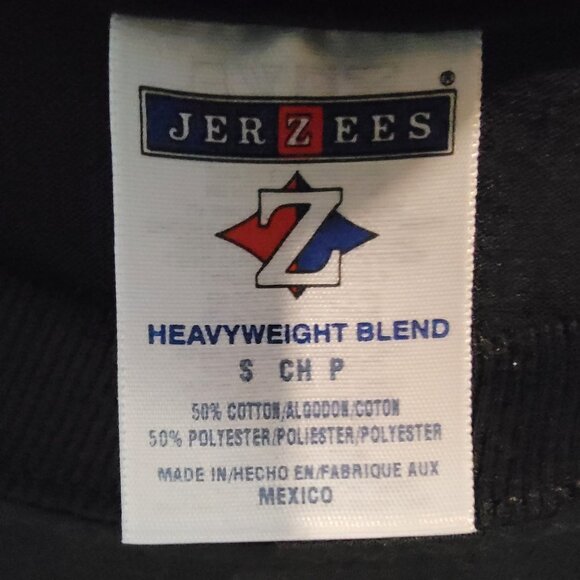 JERZEES®
Z
HEAVYWEIGHT BLEND
S CH P
50% COTTON/ALGODON/COTON
50% POLYESTER/POLIESTER/POLYESTER
MADE IN/HECHO EN/FABRIQUE AUX
MEXICO